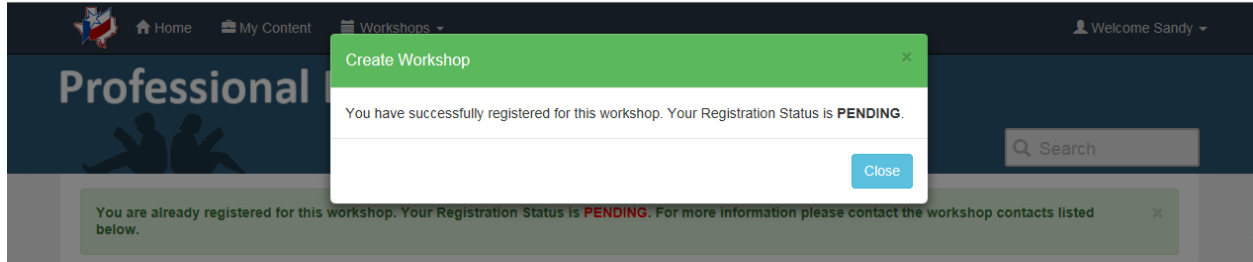 Home My Content Workshops Welcome Sandy
Create Workshop ×
Professional
You have successfully registered for this workshop. Your Registration Status is PENDING.
Search
Close
You are already registered for this workshop. Your Registration Status is PENDING. For more information please contact the workshop contacts listed ×
below.